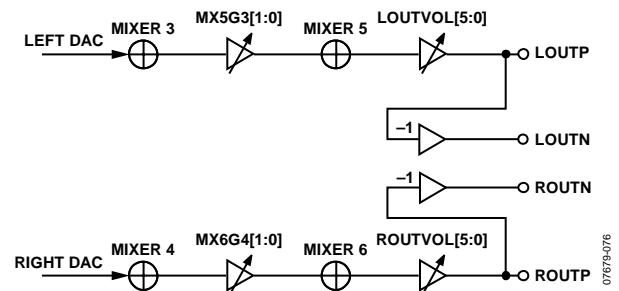 LEFT DAC
MIXER 3
MX5G3[1:0]
MIXER 5
LOUTVOL[5:0]
LOUTP
–1
LOUTN
–1
ROUTN
RIGHT DAC
MIXER 4
MX6G4[1:0]
MIXER 6
ROUTVOL[5:0]
ROUTP
07679-076